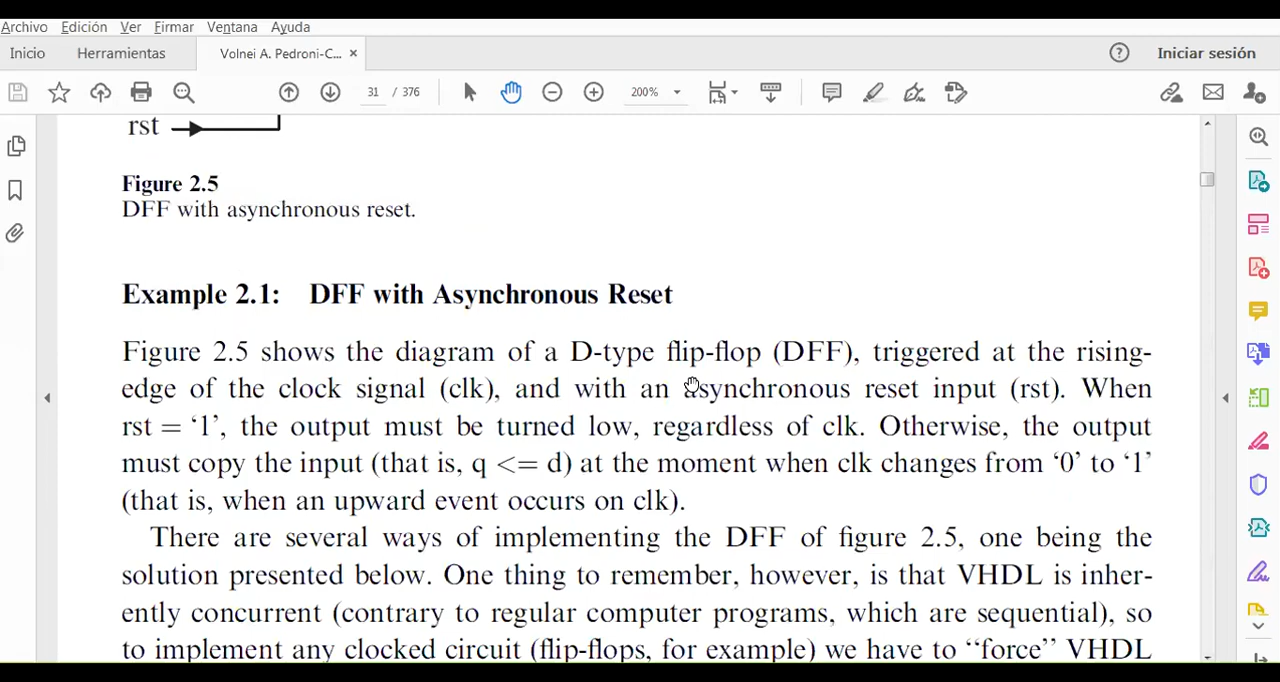 Archivo Edición Ver Firmar Ventana Ayuda
Inicio Herramientas Volnei A. Pedroni-C... × Iniciar sesión
31 / 376 200%
rst
Figure 2.5
DFF with asynchronous reset.
Example 2.1: DFF with Asynchronous Reset
Figure 2.5 shows the diagram of a D-type flip-flop (DFF), triggered at the rising-
edge of the clock signal (clk), and with an asynchronous reset input (rst). When
rst = ‘1’, the output must be turned low, regardless of clk. Otherwise, the output
must copy the input (that is, q <= d) at the moment when clk changes from ‘0’ to ‘1’
(that is, when an upward event occurs on clk).
There are several ways of implementing the DFF of figure 2.5, one being the
solution presented below. One thing to remember, however, is that VHDL is inher-
ently concurrent (contrary to regular computer programs, which are sequential), so
to implement any clocked circuit (flip-flops, for example) we have to ‘‘force’’ VHDL